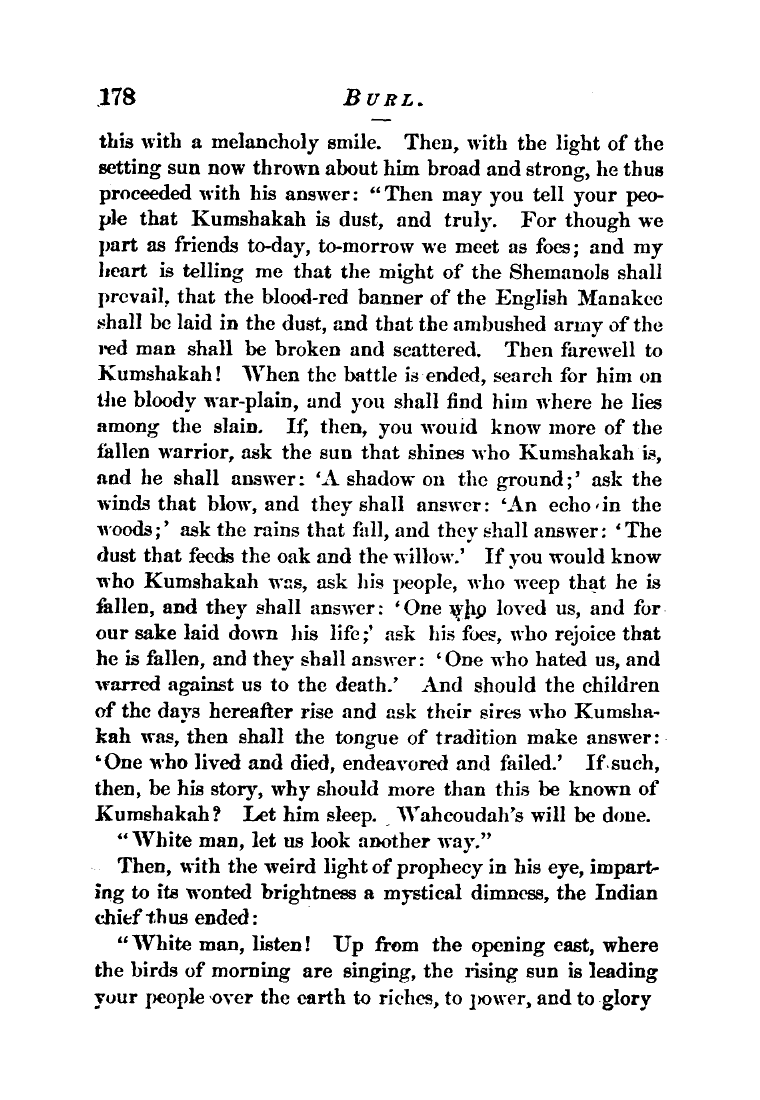 178 BURL.
this with a melancholy smile. Then, with the light of the
setting sun now thrown about him broad and strong, he thus
proceeded with his answer: “Then may you tell your peo-
ple that Kumshakah is dust, and truly. For though we
part as friends to-day, to-morrow we meet as foes; and my
heart is telling me that the might of the Shemanols shall
prevail, that the blood-red banner of the English Manakee
shall be laid in the dust, and that the ambushed army of the
red man shall be broken and scattered. Then farewell to
Kumshakah! When the battle is ended, search for him on
the bloody war-plain, and you shall find him where he lies
among the slain. If, then, you would know more of the
fallen warrior, ask the sun that shines who Kumshakah is,
and he shall answer: ‘A shadow on the ground;’ ask the
winds that blow, and they shall answer: ‘An echo in the
woods;’ ask the rains that fall, and they shall answer: ‘The
dust that feeds the oak and the willow.’ If you would know
who Kumshakah was, ask his people, who weep that he is
fallen, and they shall answer: ‘One who loved us, and for
our sake laid down his life;’ ask his foes, who rejoice that
he is fallen, and they shall answer: ‘One who hated us, and
warred against us to the death.’ And should the children
of the days hereafter rise and ask their sires who Kumsha-
kah was, then shall the tongue of tradition make answer:
‘One who lived and died, endeavored and failed.’ If such,
then, be his story, why should more than this be known of
Kumshakah? Let him sleep. Wahcoudah’s will be done.
“White man, let us look another way.”
Then, with the weird light of prophecy in his eye, impart-
ing to its wonted brightness a mystical dimness, the Indian
chief thus ended:
“White man, listen! Up from the opening east, where
the birds of morning are singing, the rising sun is leading
your people over the earth to riches, to power, and to glory